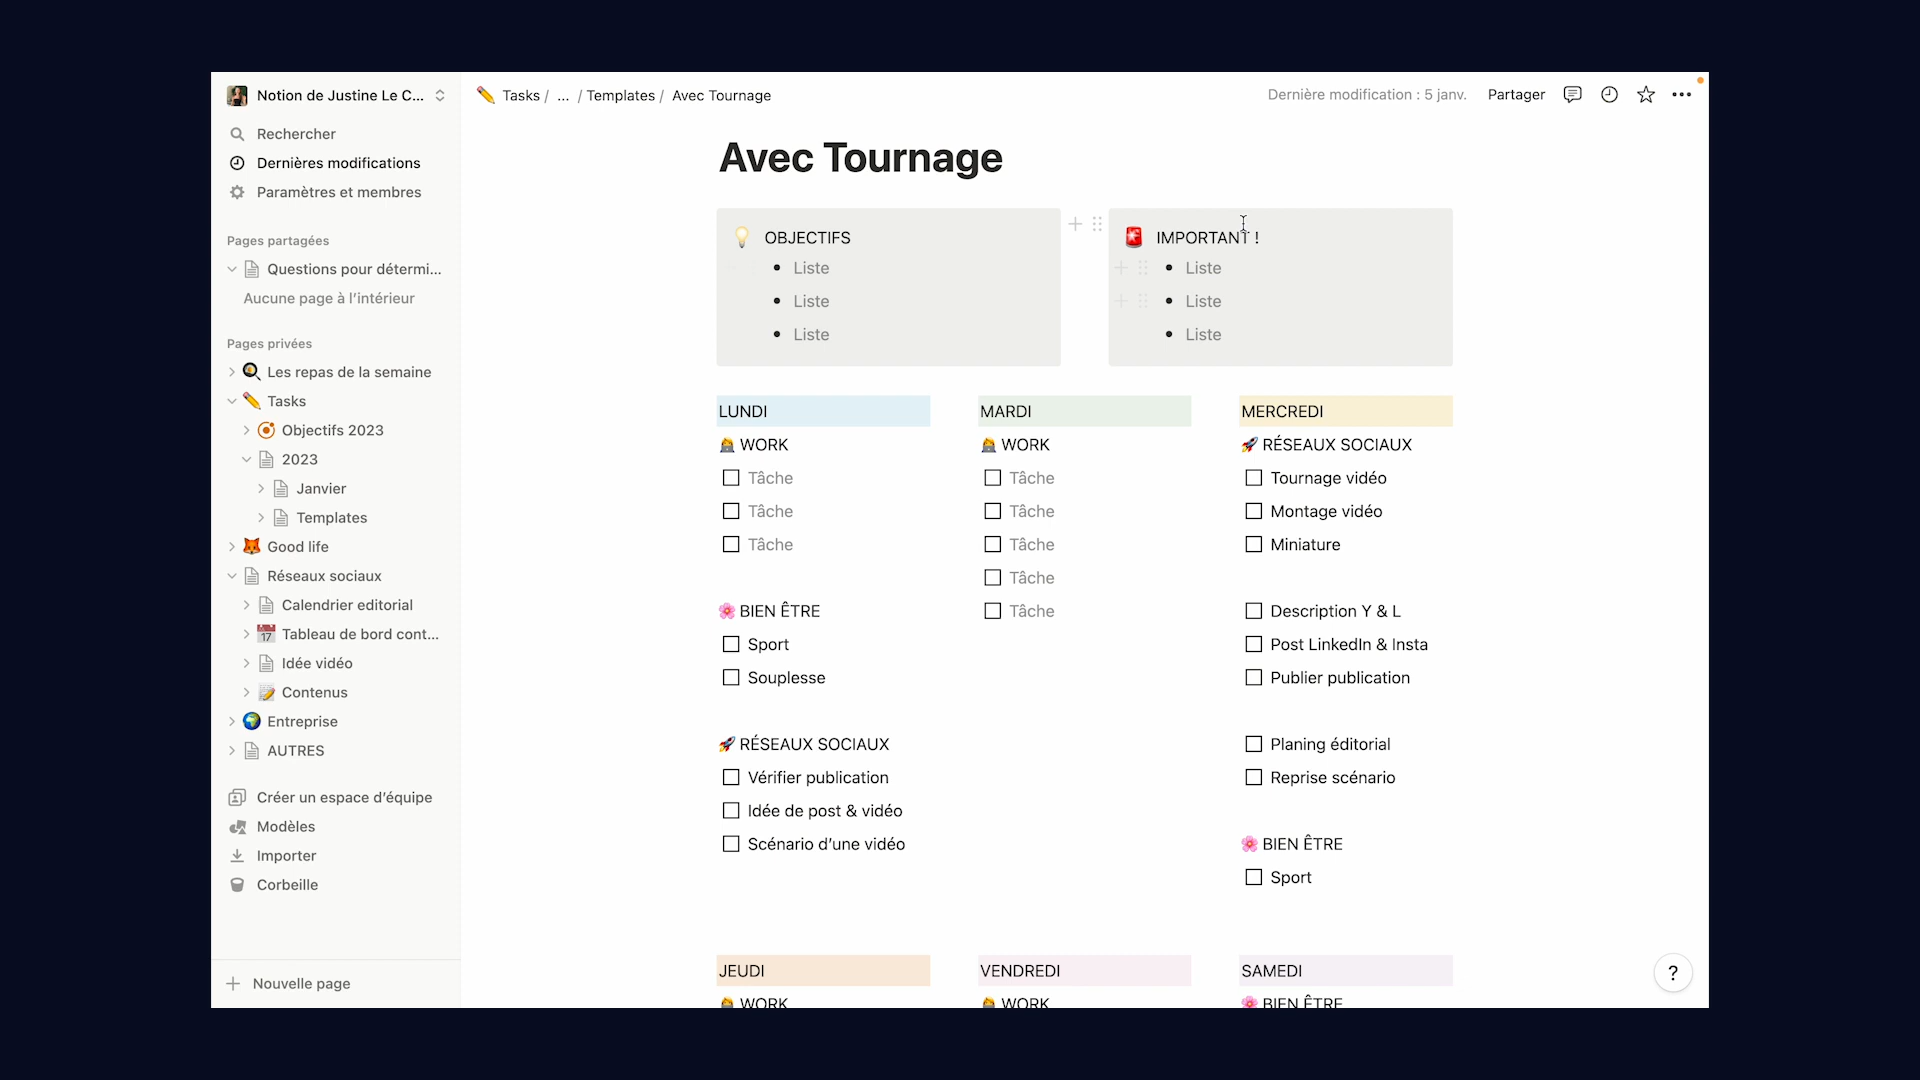 Notion de Justine Le C...
Rechercher
Dernières modifications
Paramètres et membres
Pages partagées
Questions pour détermi...
Aucune page à l'intérieur
Pages privées
Les repas de la semaine
Tasks
Objectifs 2023
2023
Janvier
Templates
Good life
Réseaux sociaux
Calendrier editorial
17 Tableau de bord cont...
Idée vidéo
Contenus
Entreprise
AUTRES
Créer un espace d'équipe
Modèles
Importer
Corbeille
Nouvelle page
Tasks / ... / Templates / Avec Tournage
Dernière modification : 5 janv.
Partager
Avec Tournage
OBJECTIFS
• Liste
• Liste
• Liste
IMPORTANT !
• Liste
• Liste
• Liste
LUNDI
WORK
Tâche
Tâche
Tâche
BIEN ÊTRE
Sport
Souplesse
RÉSEAUX SOCIAUX
Vérifier publication
Idée de post & vidéo
Scénario d'une vidéo
MARDI
WORK
Tâche
Tâche
Tâche
Tâche
Tâche
MERCREDI
RÉSEAUX SOCIAUX
Tournage vidéo
Montage vidéo
Miniature
Description Y & L
Post LinkedIn & Insta
Publier publication
Planing éditorial
Reprise scénario
BIEN ÊTRE
Sport
JEUDI
WORK
VENDREDI
WORK
SAMEDI
BIEN ÊTRE
?